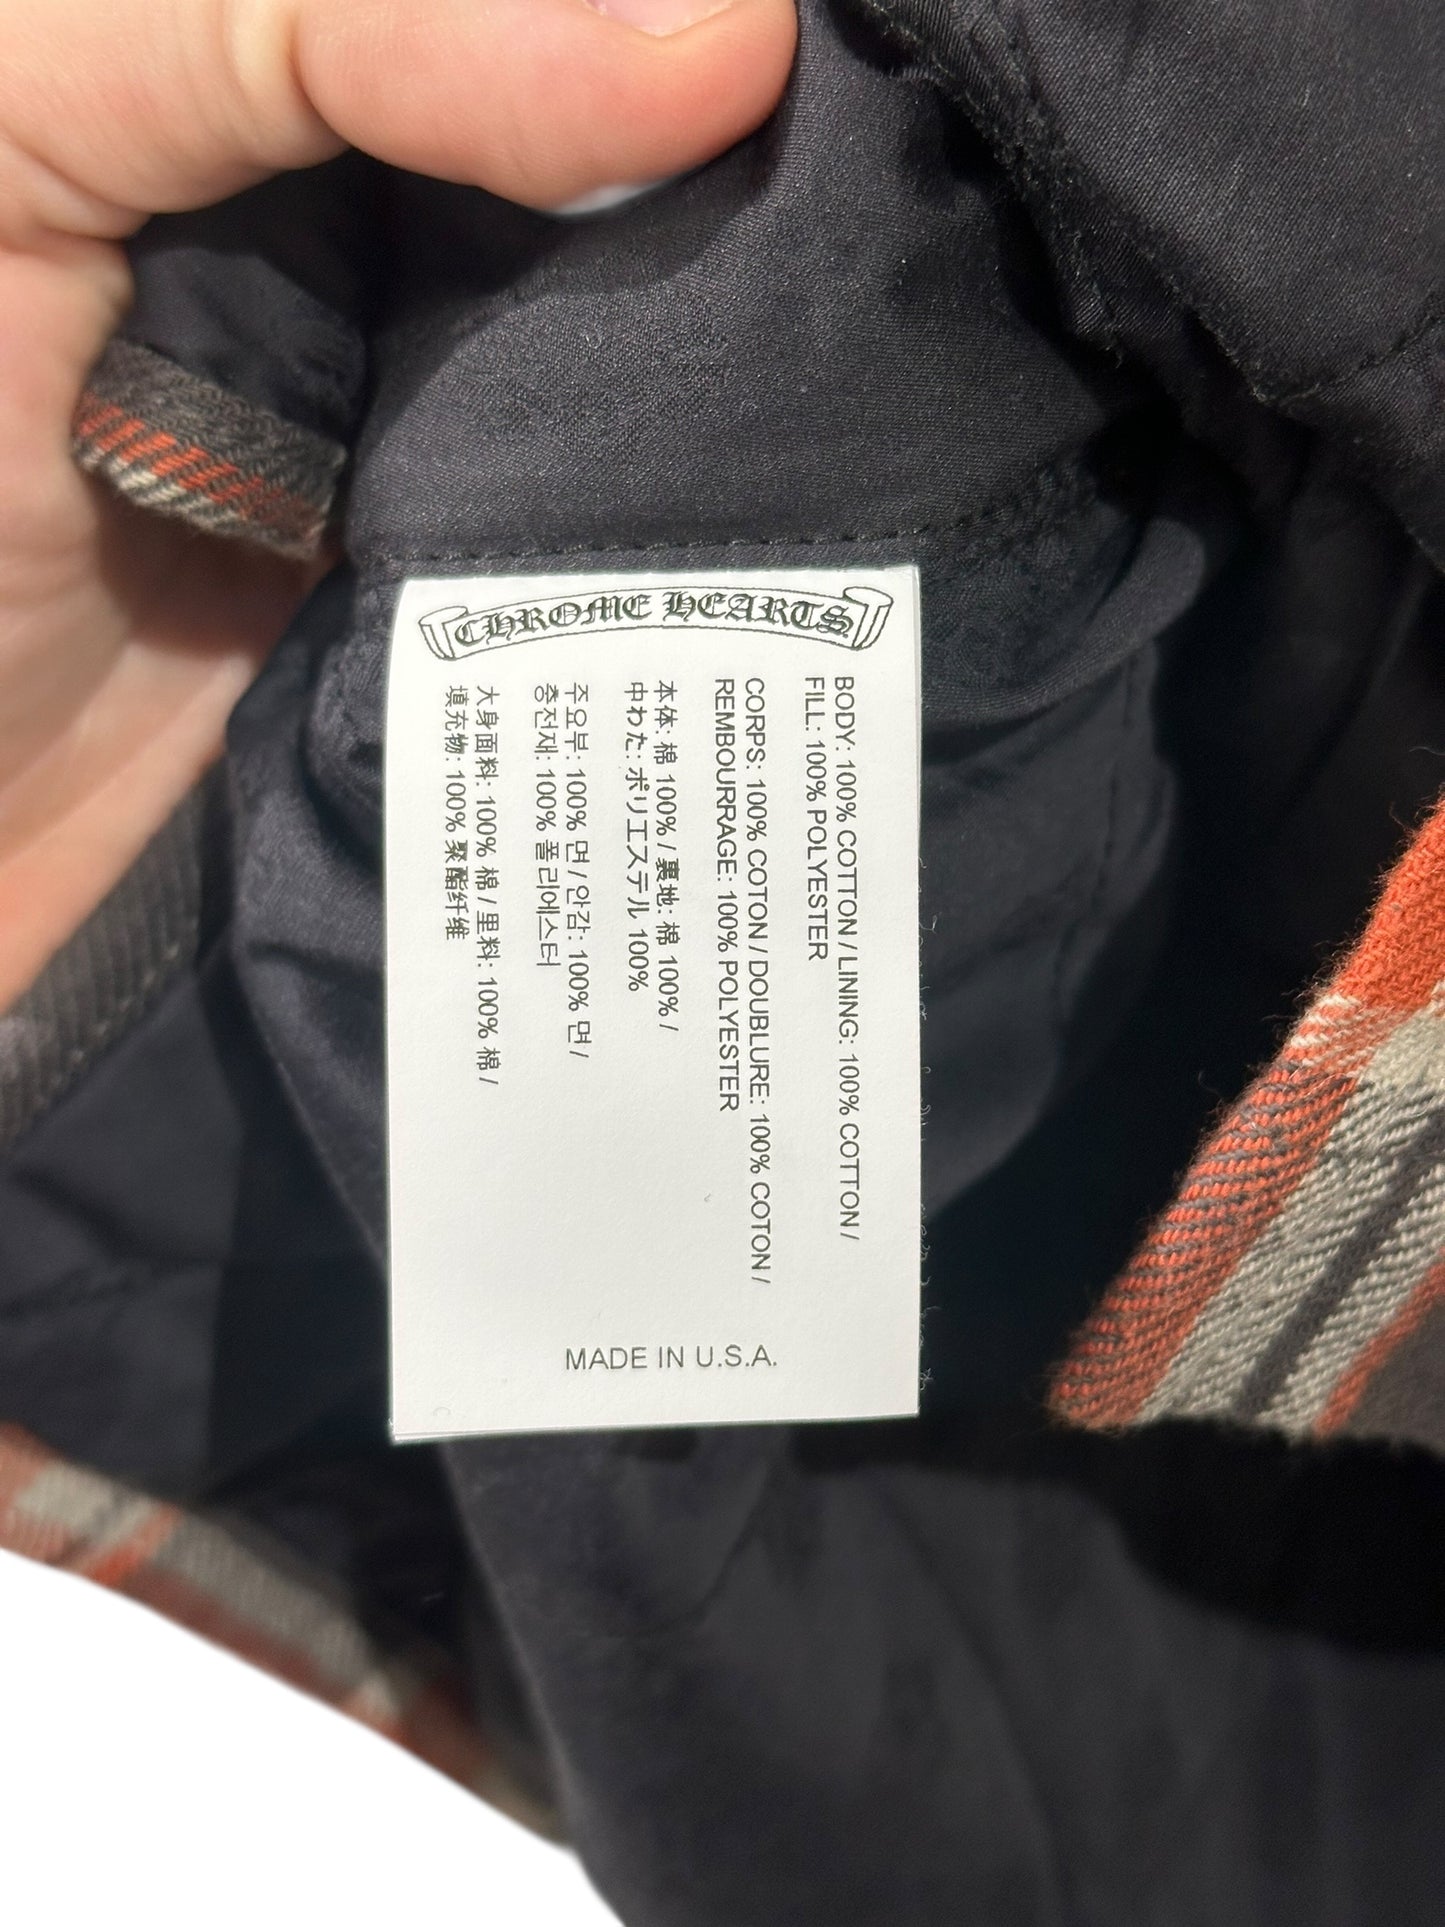 CHROME HEARTS
BODY: 100% COTTON / LINING: 100% COTTON /
FILL: 100% POLYESTER
CORPS: 100% COTON / DOUBLURE: 100% COTON /
REMBOURRAGE: 100% POLYESTER
本体: 棉 100% / 裏地: 棉 100% /
中わた: ポリエステル 100%
주요부: 100% 면 / 안감: 100% 면 /
충전재: 100% 폴리에스터
大身面料: 100% 棉 / 里料: 100% 棉 /
填充物: 100% 聚酯纤维
MADE IN U.S.A.